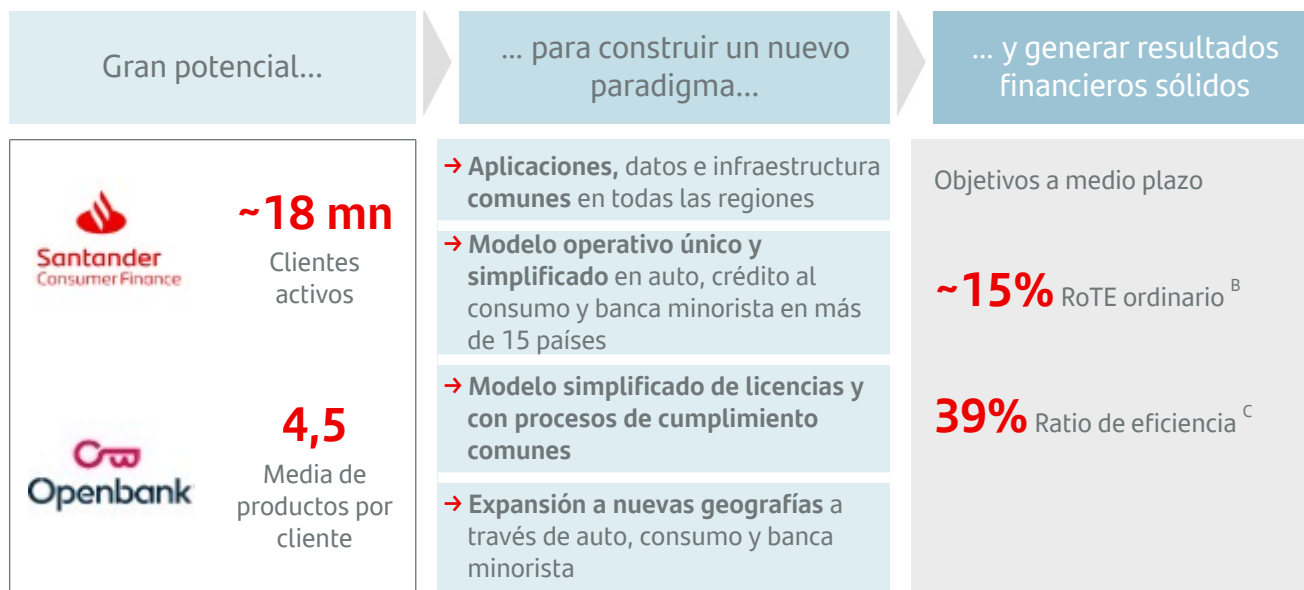 Gran potencial...
... para construir un nuevo
paradigma...
... y generar resultados
financieros sólidos
Santander
Consumer Finance
~18 mn
Clientes
activos
Openbank
4,5
Media de
productos por
cliente
→ Aplicaciones, datos e infraestructura
comunes en todas las regiones
→ Modelo operativo único y
simplificado en auto, crédito al
consumo y banca minorista en más
de 15 países
→ Modelo simplificado de licencias y
con procesos de cumplimiento
comunes
→ Expansión a nuevas geografías a
través de auto, consumo y banca
minorista
Objetivos a medio plazo
~15% RoTE ordinario B
39% Ratio de eficiencia C